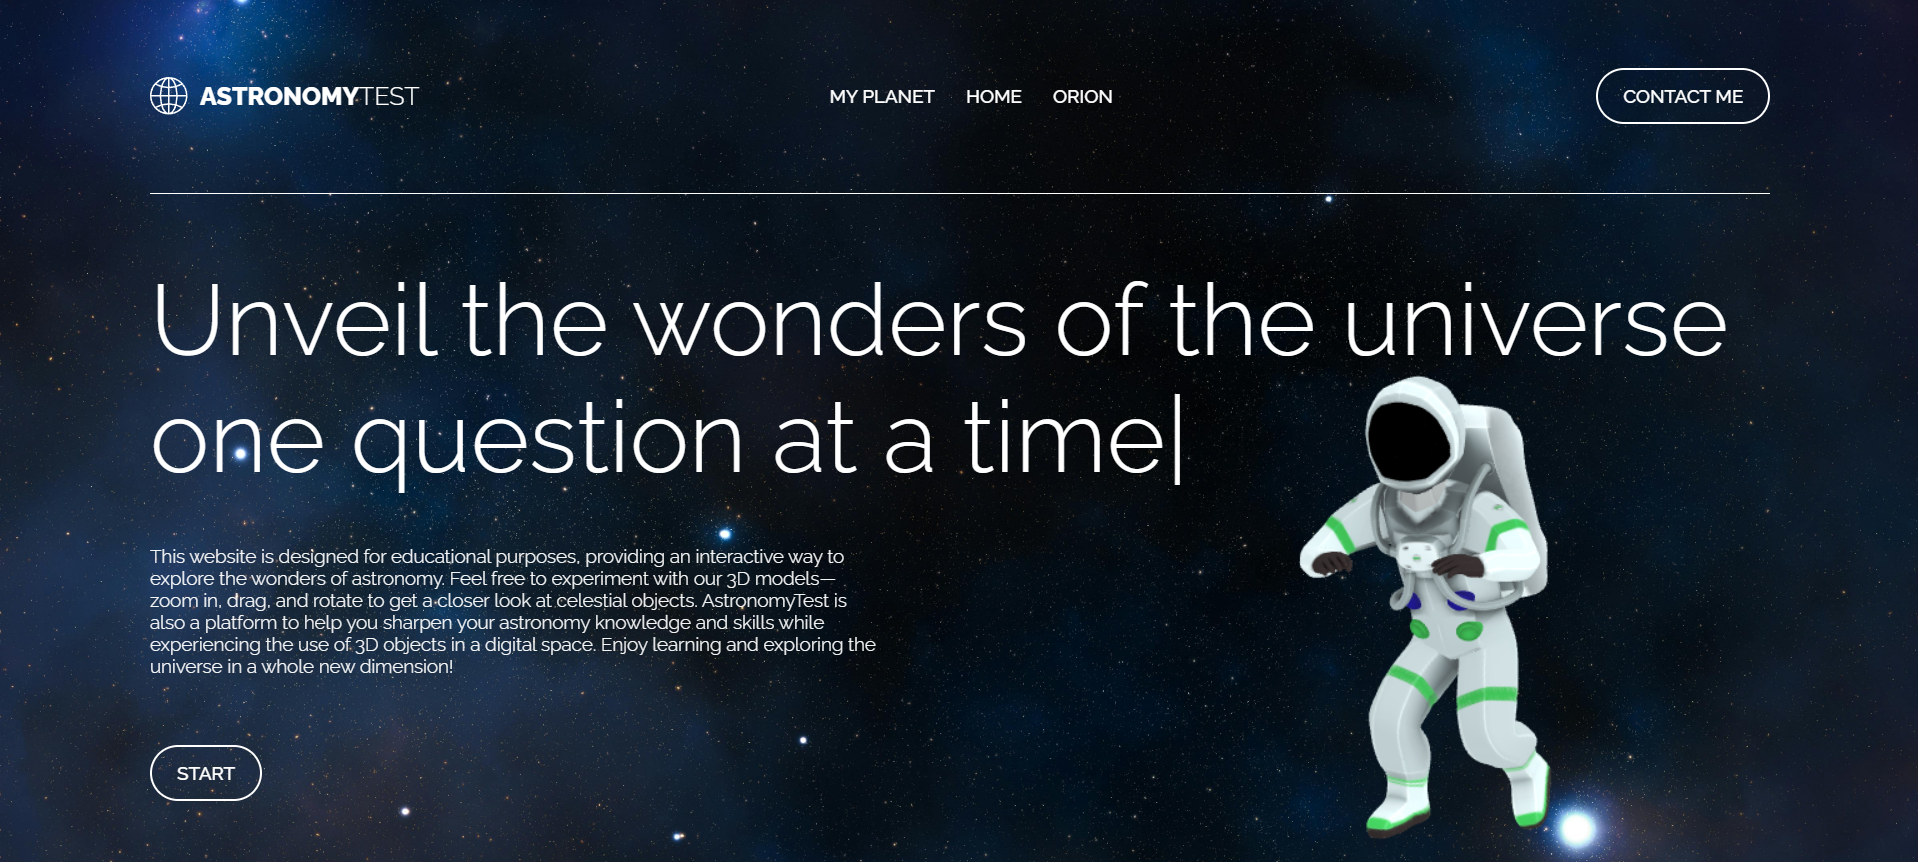 ASTRONOMYTEST
MY PLANET HOME ORION
CONTACT ME
Unveil the wonders of the universe
one question at a time|
This website is designed for educational purposes, providing an interactive way to
explore the wonders of astronomy. Feel free to experiment with our 3D models—
zoom in, drag, and rotate to get a closer look at celestial objects. AstronomyTest is
also a platform to help you sharpen your astronomy knowledge and skills while
experiencing the use of 3D objects in a digital space. Enjoy learning and exploring the
universe in a whole new dimension!
START